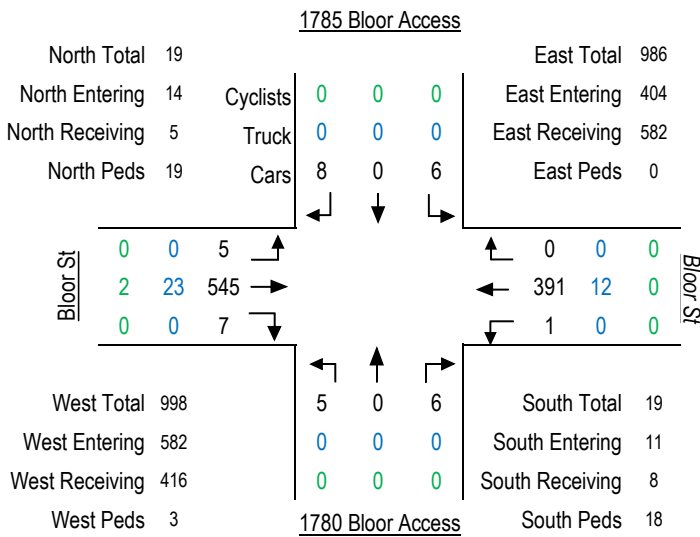 1785 Bloor Access
North Total 19 East Total 986
North Entering 14 Cyclists 0 0 0 East Entering 404
North Receiving 5 Truck 0 0 0 East Receiving 582
North Peds 19 Cars 8 0 6 East Peds 0
0 0 5 0 0 0
Bloor St 2 23 545 391 12 0 Bloor St
0 0 7 1 0 0
West Total 998 5 0 6 South Total 19
West Entering 582 0 0 0 South Entering 11
West Receiving 416 0 0 0 South Receiving 8
West Peds 3 1780 Bloor Access South Peds 18